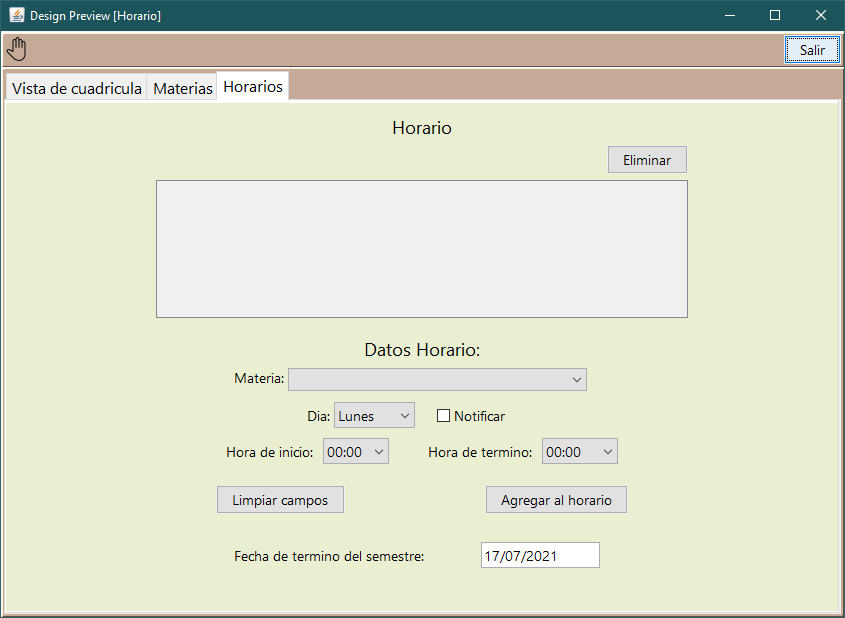 Design Preview [Horario]
Salir
Vista de cuadricula Materias Horarios
Horario
Eliminar
Datos Horario:
Materia:
Dia: Lunes Notificar
Hora de inicio: 00:00 Hora de termino: 00:00
Limpiar campos Agregar al horario
Fecha de termino del semestre: 17/07/2021